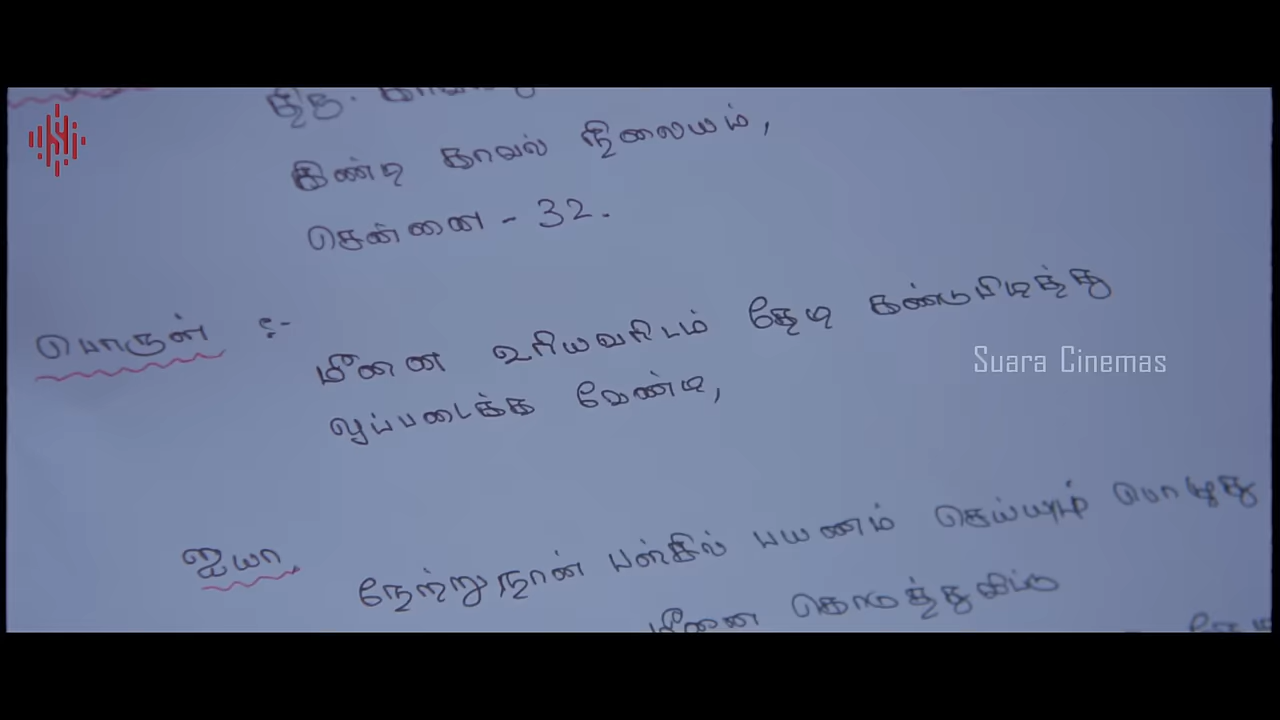 கிண்டி காவல் நிலையம்,
சென்னை - 32.
பொருள் :-
மீனை உரியவரிடம் தேடி கண்டுபிடித்து
ஒப்படைக்க வேண்டி,
Suara Cinemas
ஐயா,
நேற்று நான் பஸ்சில் பயணம் செய்யும் பொழுது
மீனை கொடுத்துவிட்டு